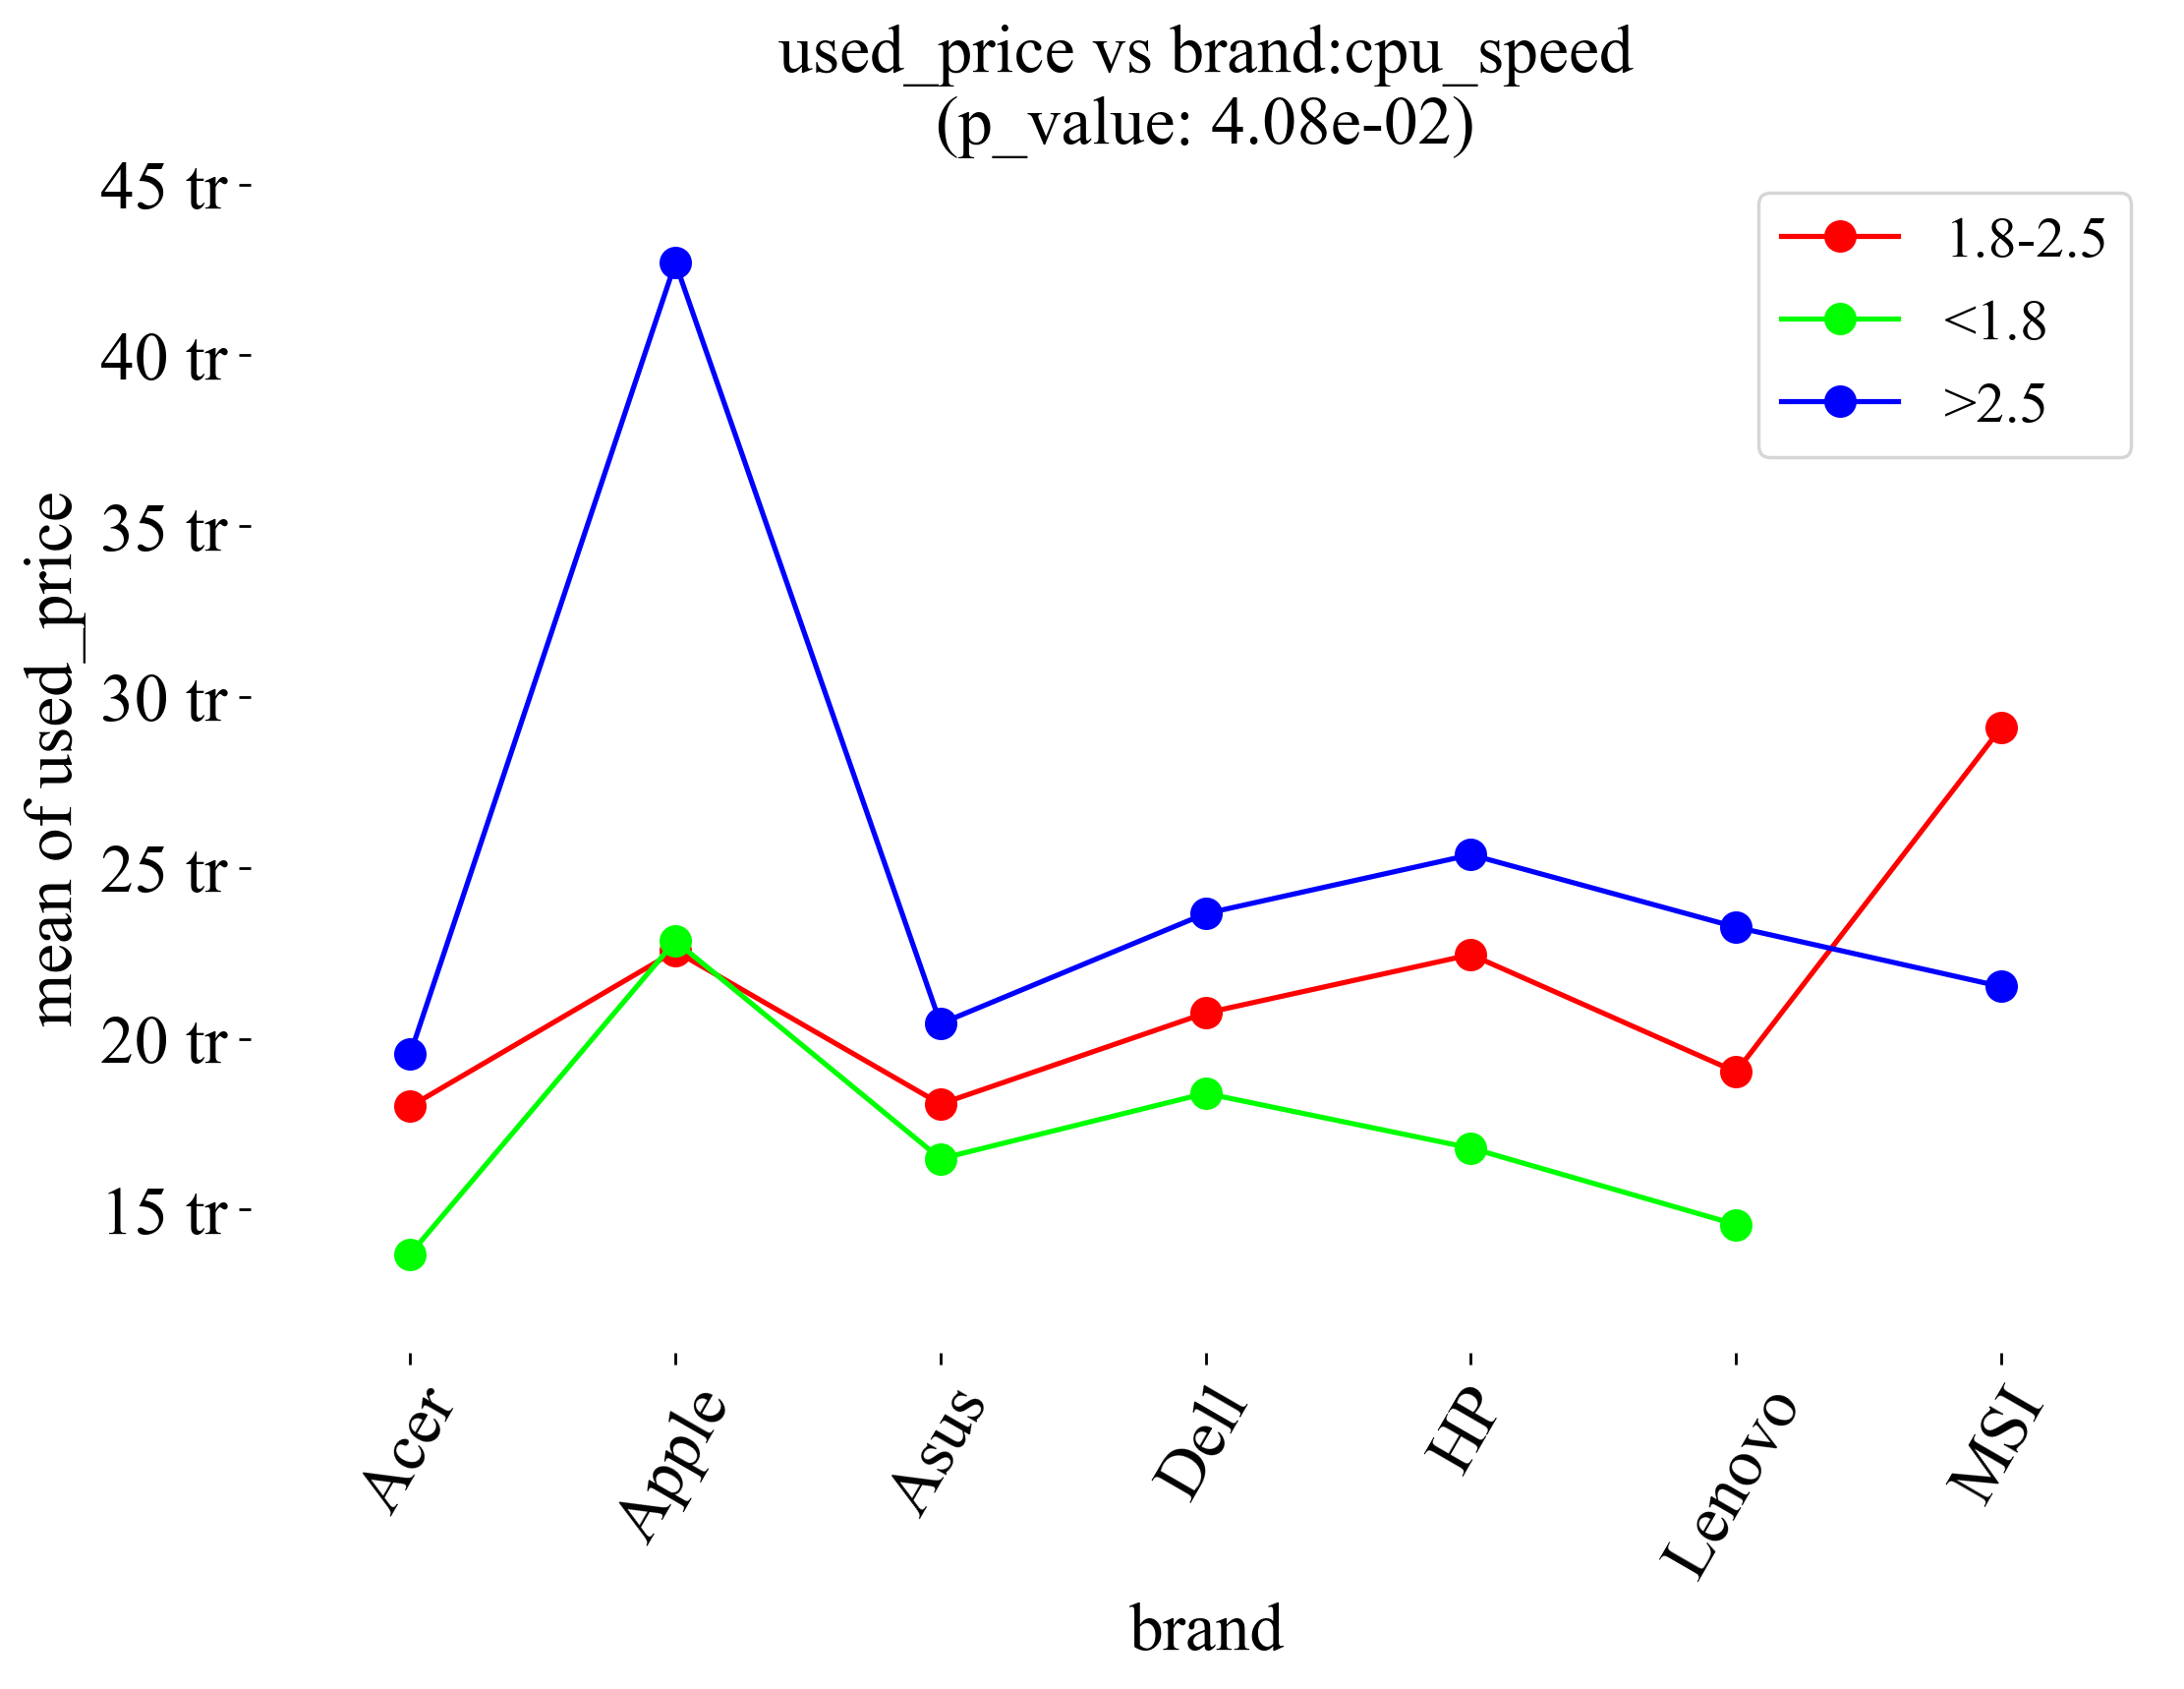 used_price vs brand:cpu_speed
(p_value: 4.08e-02)
45 tr
40 tr
35 tr
30 tr
25 tr
20 tr
15 tr
mean of used_price
1.8-2.5
<1.8
>2.5
Acer
Apple
Asus
Dell
HP
Lenovo
MSI
brand